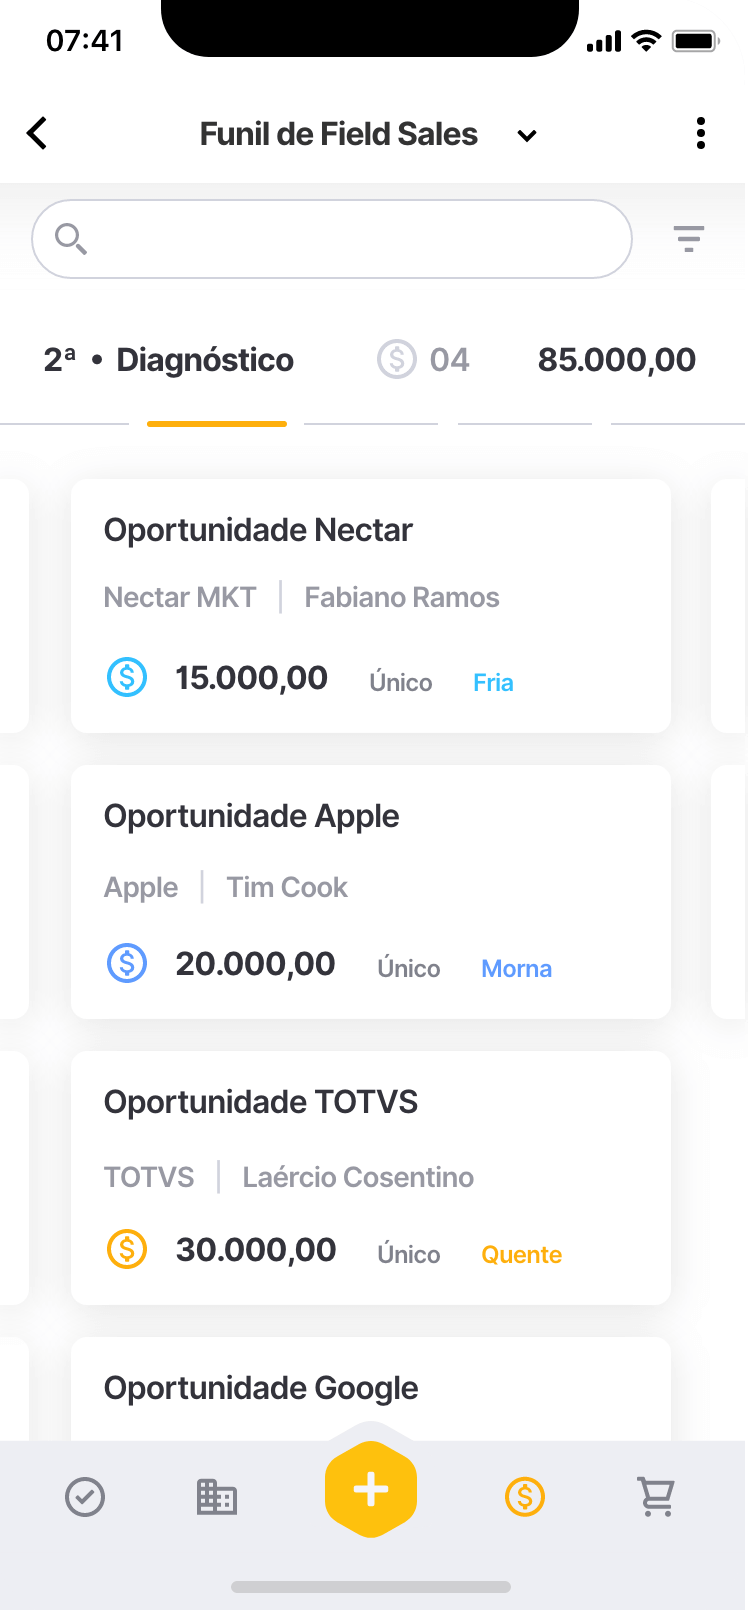 07:41
Funil de Field Sales
2ª • Diagnóstico 04 85.000,00
Oportunidade Nectar
Nectar MKT | Fabiano Ramos
15.000,00 Único Fria
Oportunidade Apple
Apple | Tim Cook
20.000,00 Único Morna
Oportunidade TOTVS
TOTVS | Laércio Cosentino
30.000,00 Único Quente
Oportunidade Google